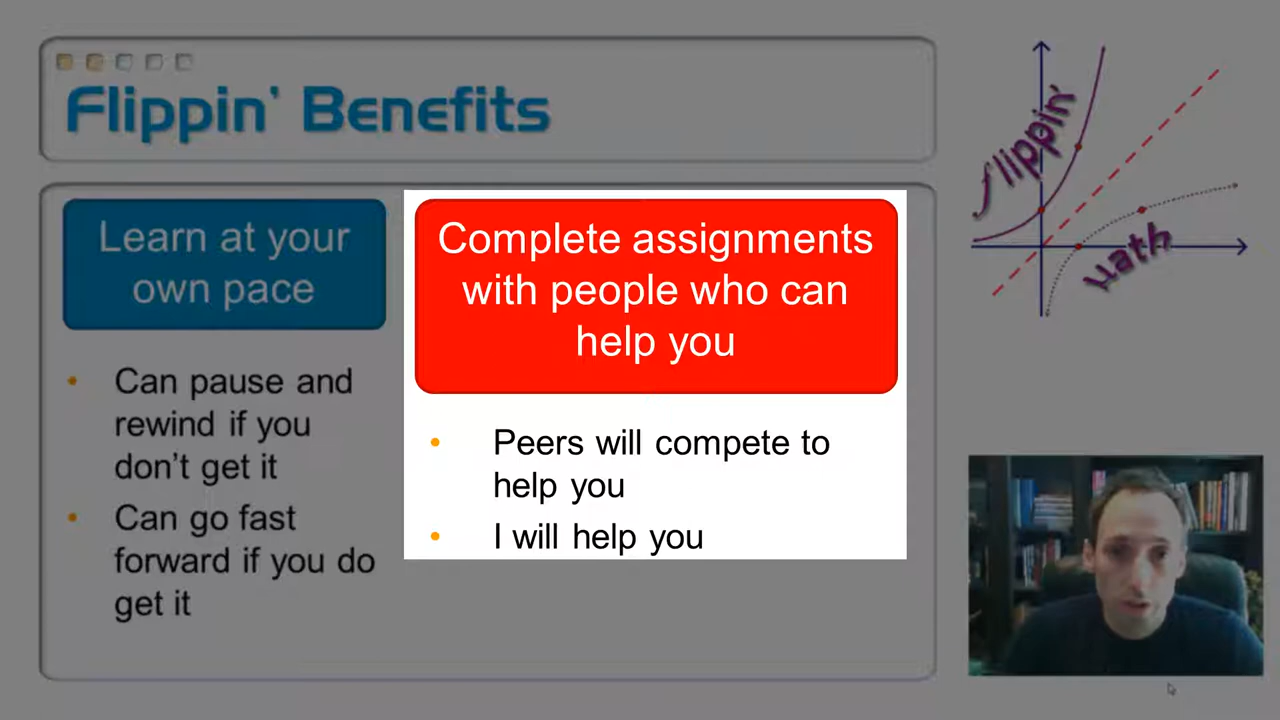 Flippin' Benefits
Learn at your
own pace
Can pause and
rewind if you
don't get it
Can go fast
forward if you do
get it
Complete assignments
with people who can
help you
Peers will compete to
help you
I will help you
flippin'
Math